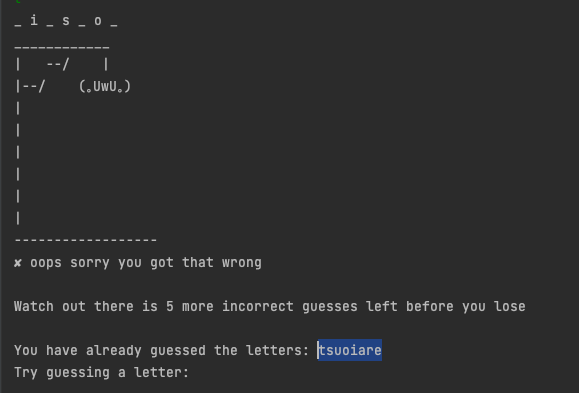 _ i _ s _ o _
____________
|   --/    |
|--/    (｡UwU｡)
|
|
|
|
|
|
------------------
✘ oops sorry you got that wrong
Watch out there is 5 more incorrect guesses left before you lose
You have already guessed the letters: tsuoiare
Try guessing a letter: